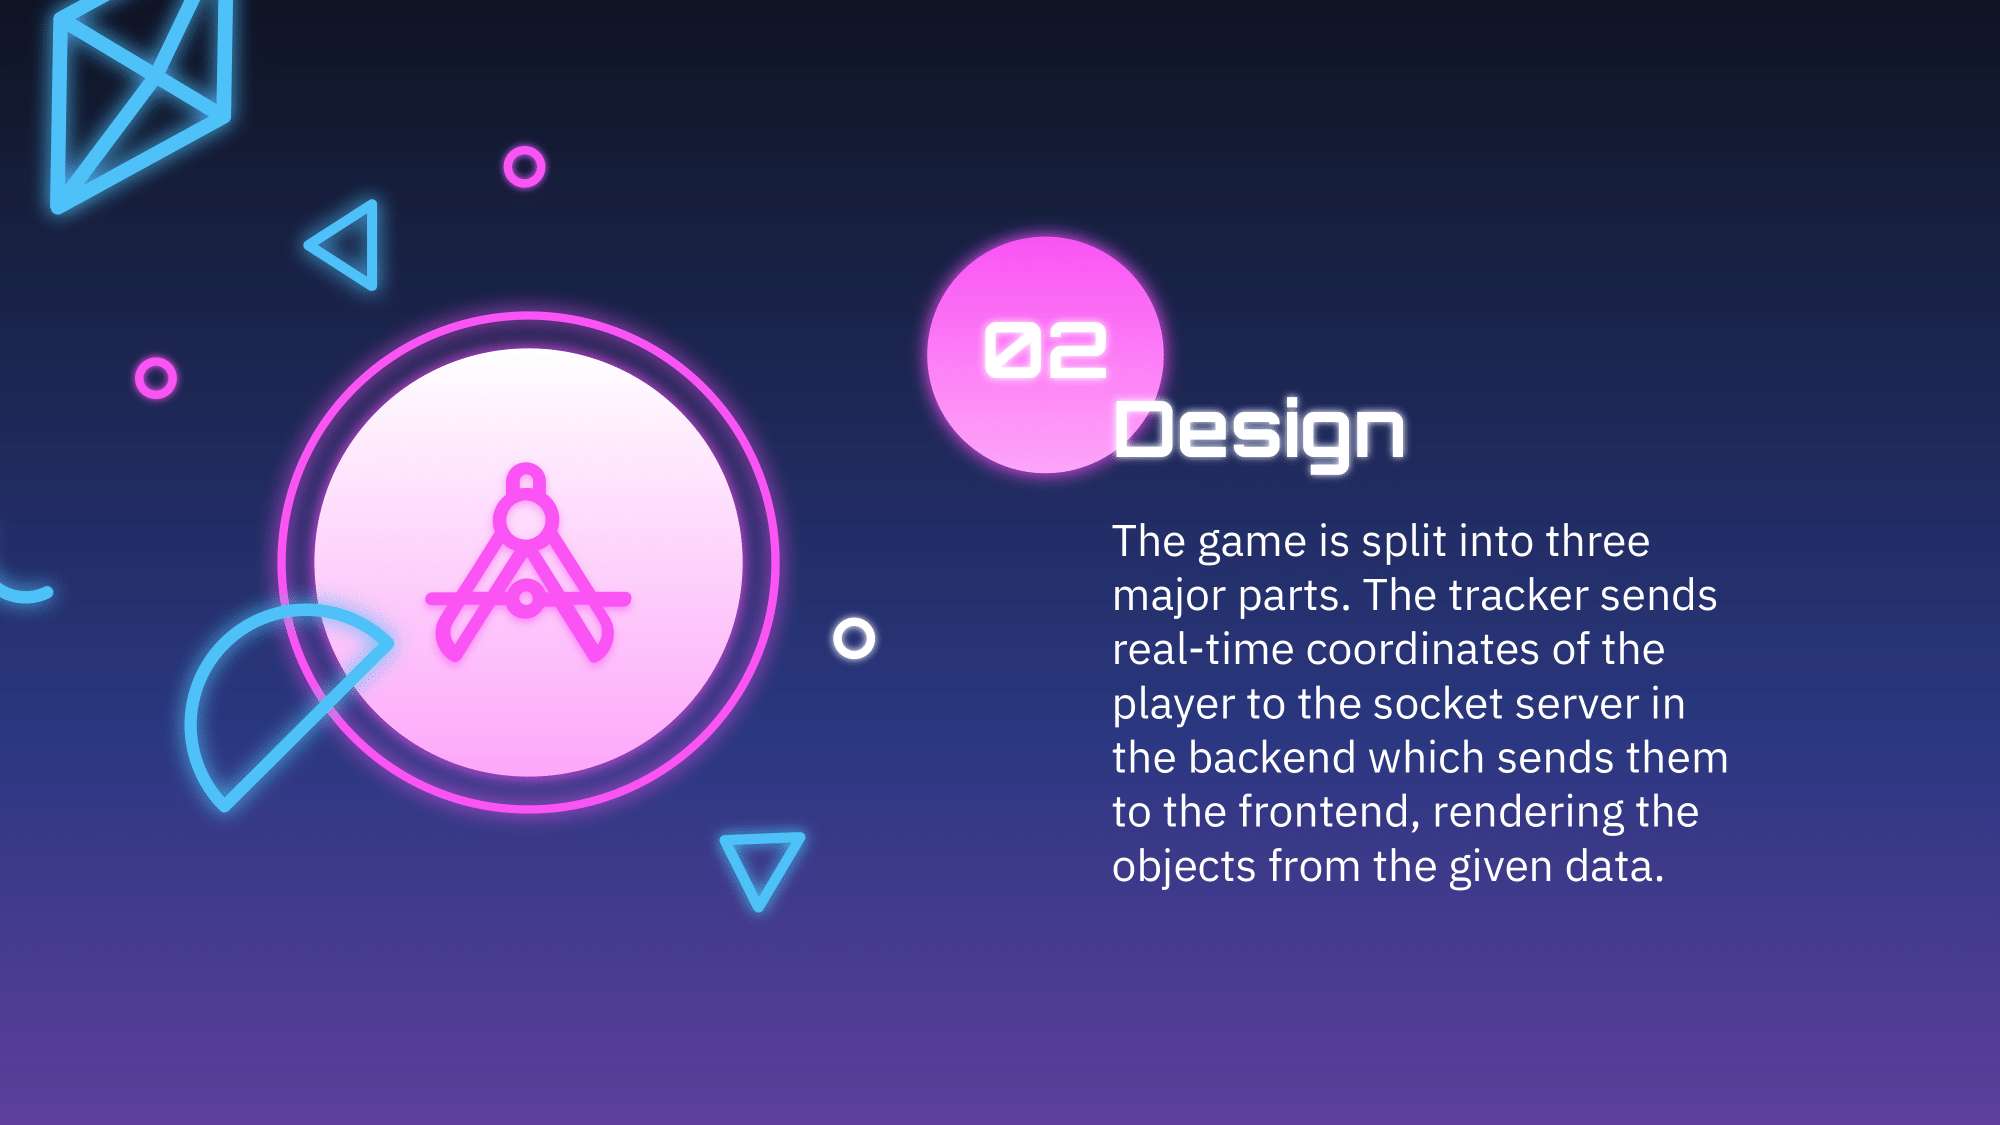 02
Design
The game is split into three
major parts. The tracker sends
real-time coordinates of the
player to the socket server in
the backend which sends them
to the frontend, rendering the
objects from the given data.